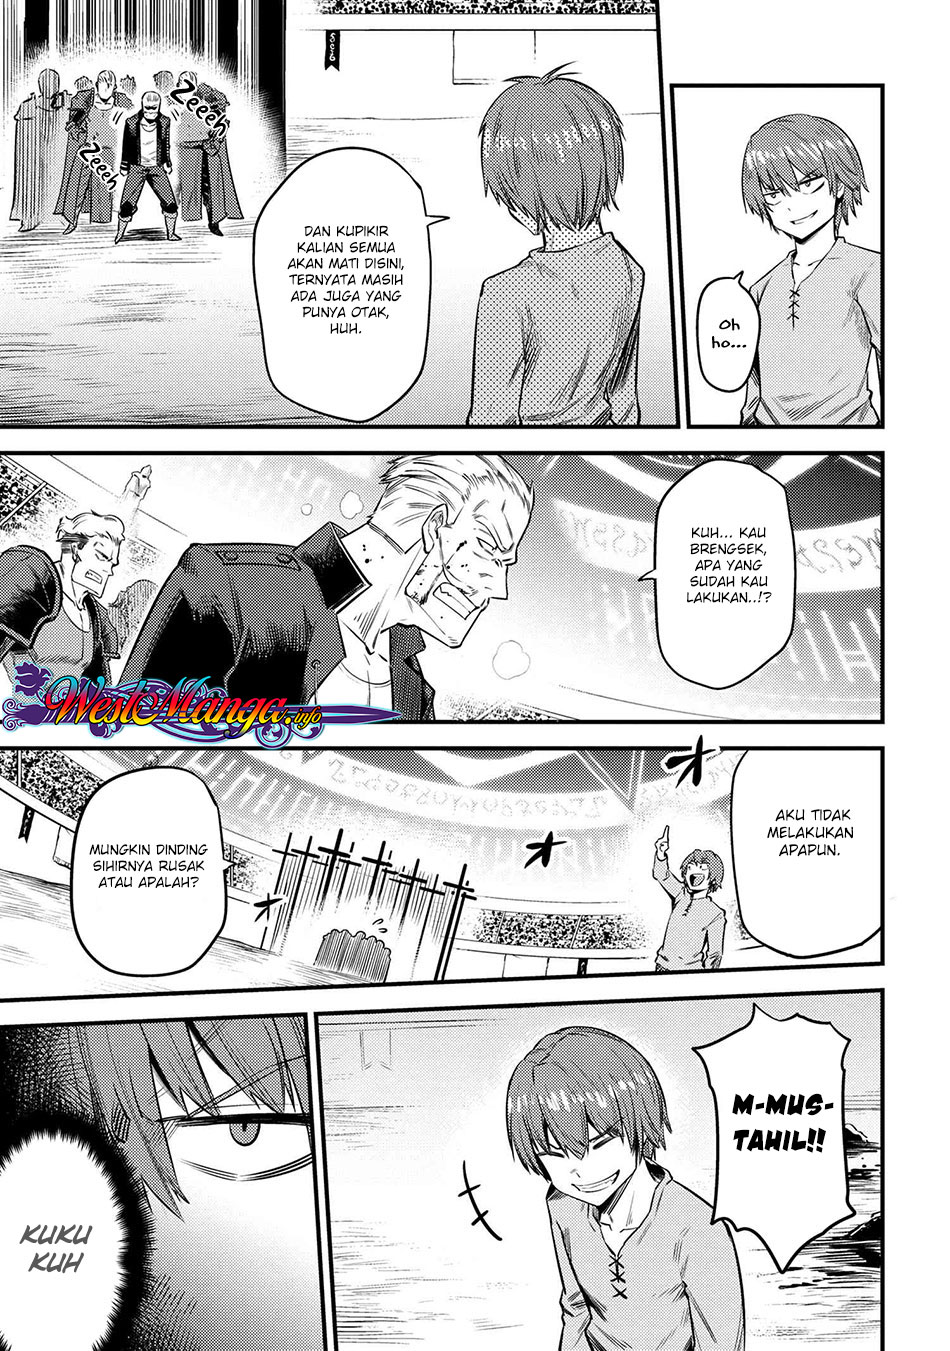 Oh
ho...
DAN KUPIKIR
KALIAN SEMUA
AKAN MATI DISINI,
TERNYATA MASIH
ADA JUGA YANG
PUNYA OTAK,
HUH.
Zeeeh
Zeeeh
KUH... KAU
BRENGSEK,
APA YANG
SUDAH KAU
LAKUKAN..!?
WestManga.info
AKU TIDAK
MELAKUKAN
APAPUN.
MUNGKIN DINDING
SIHIRNYA RUSAK
ATAU APALAH?
M-MUS-
TAHIL!!
KUKU
KUH